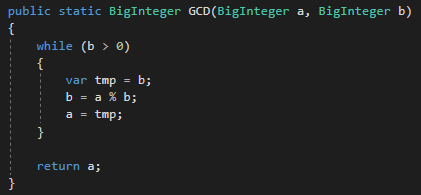 public static BigInteger GCD(BigInteger a, BigInteger b)
{
    while (b > 0)
    {
        var tmp = b;
        b = a % b;
        a = tmp;
    }

    return a;
}